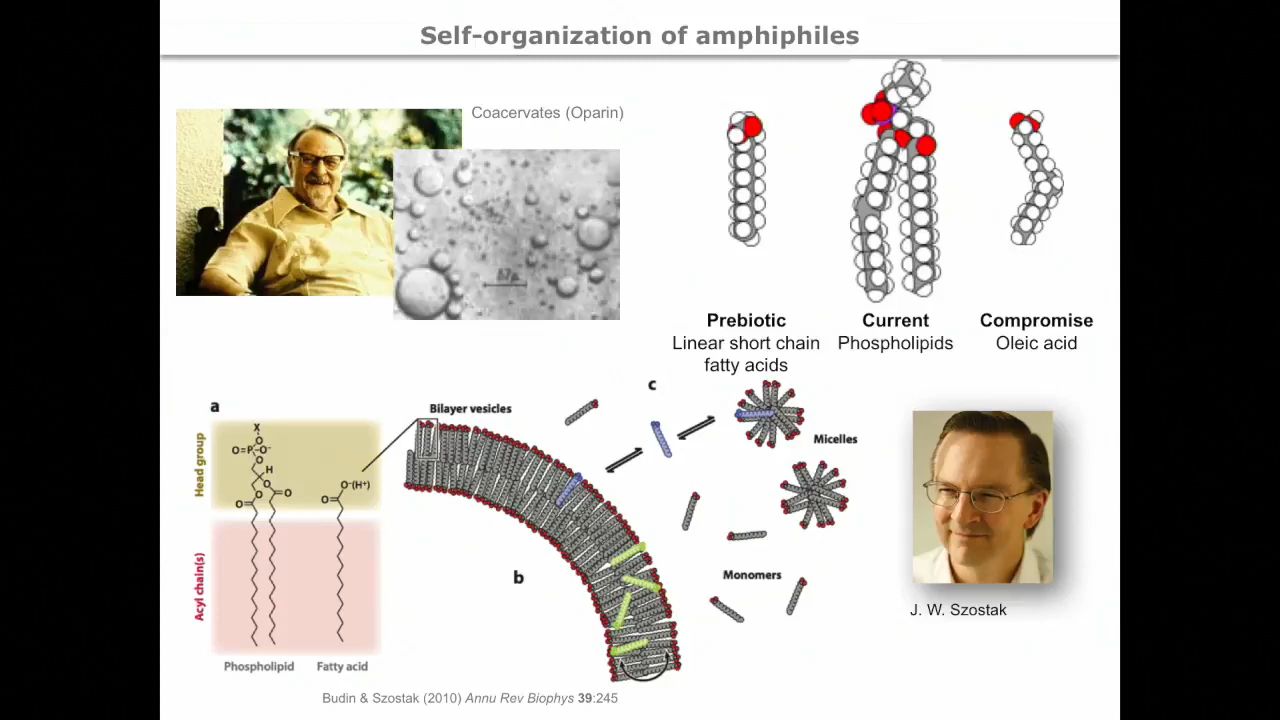 Self-organization of amphiphiles
Coacervates (Oparin)
Prebiotic
Linear short chain
fatty acids
Current
Phospholipids
Compromise
Oleic acid
a
Head group
Acyl chain(s)
X
O=P-O⁻
O
O
H
O
O
O
O⁻(H⁺)
O
Phospholipid
Fatty acid
Bilayer vesicles
b
c
Micelles
Monomers
J. W. Szostak
Budin & Szostak (2010) Annu Rev Biophys 39:245